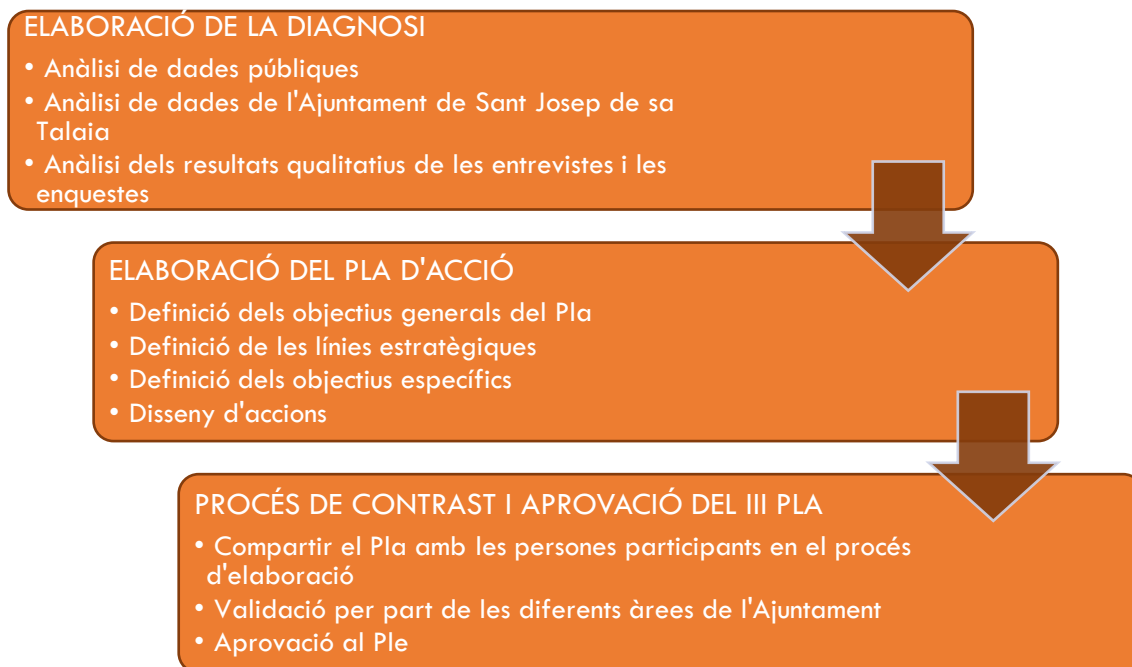 ELABORACIÓ DE LA DIAGNOSI
• Anàlisi de dades públiques
• Anàlisi de dades de l'Ajuntament de Sant Josep de sa
Talaia
• Anàlisi dels resultats qualitatius de les entrevistes i les
enquestes
ELABORACIÓ DEL PLA D'ACCIÓ
• Definició dels objectius generals del Pla
• Definició de les línies estratègiques
• Definició dels objectius específics
• Disseny d'accions
PROCÉS DE CONTRAST I APROVACIÓ DEL III PLA
• Compartir el Pla amb les persones participants en el procés
d'elaboració
• Validació per part de les diferents àrees de l'Ajuntament
• Aprovació al Ple